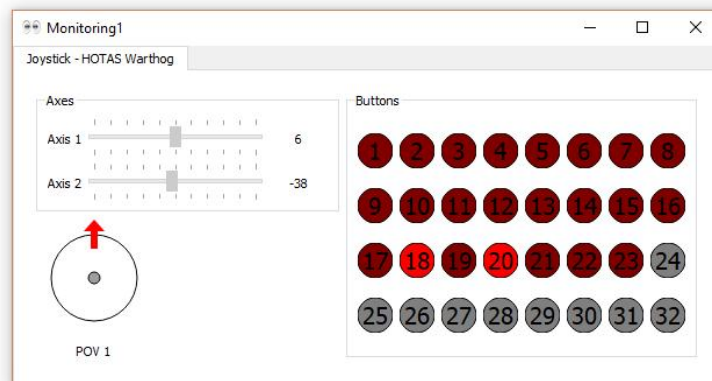 Monitoring1
Joystick - HOTAS Warthog
Axes
Axis 1 6
Axis 2 -38
POV 1
Buttons
1 2 3 4 5 6 7 8
9 10 11 12 13 14 15 16
17 18 19 20 21 22 23 24
25 26 27 28 29 30 31 32